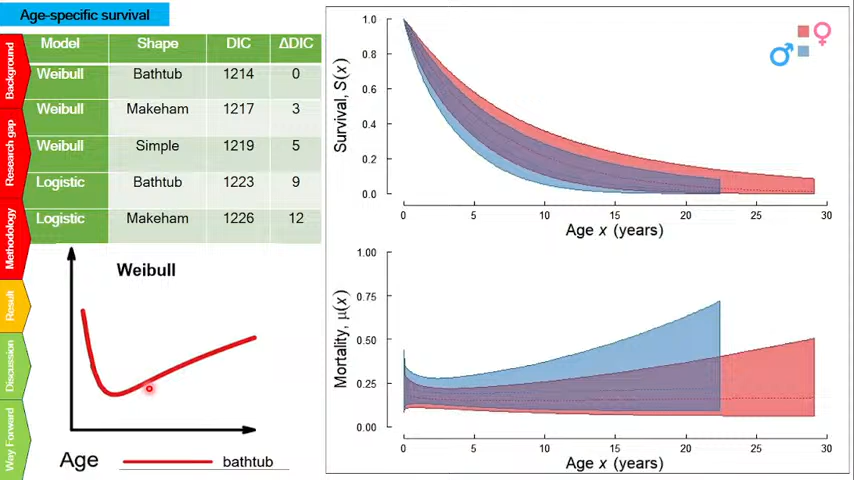 Age-specific survival
Background
Research gap
Methodology
Result
Discussion
Way Forward
Model Shape DIC ΔDIC
Weibull Bathtub 1214 0
Weibull Makeham 1217 3
Weibull Simple 1219 5
Logistic Bathtub 1223 9
Logistic Makeham 1226 12
Weibull
Age
bathtub
Survival, S(x)
1.0
0.8
0.6
0.4
0.2
0.0
0 5 10 15 20 25 30
Age x (years)
♂ ♀
Mortality, μ(x)
1.00
0.75
0.50
0.25
0.00
0 5 10 15 20 25 30
Age x (years)